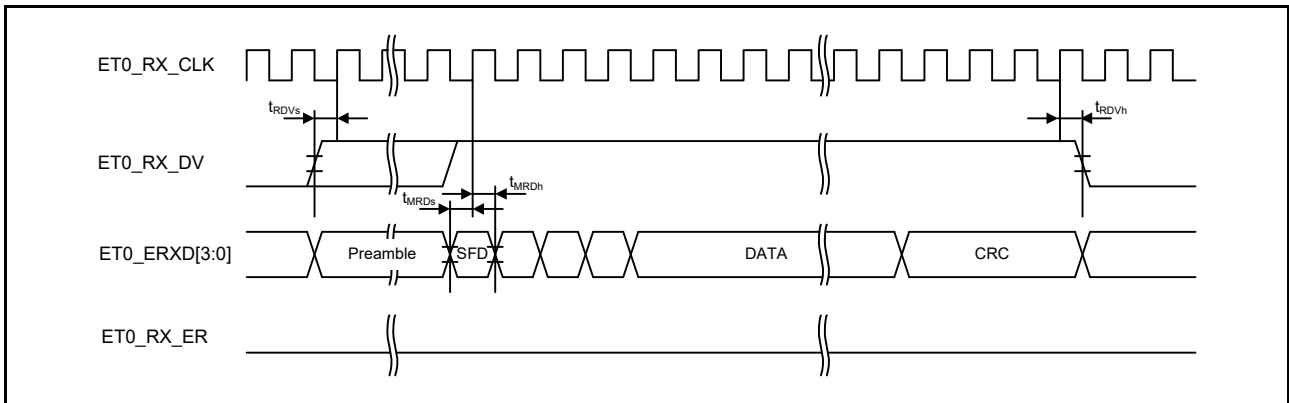 ET0_RX_CLK
tRDVs
tRDVh
ET0_RX_DV
tMRDh
tMRDs
ET0_ERXD[3:0]
Preamble
SFD
DATA
CRC
ET0_RX_ER